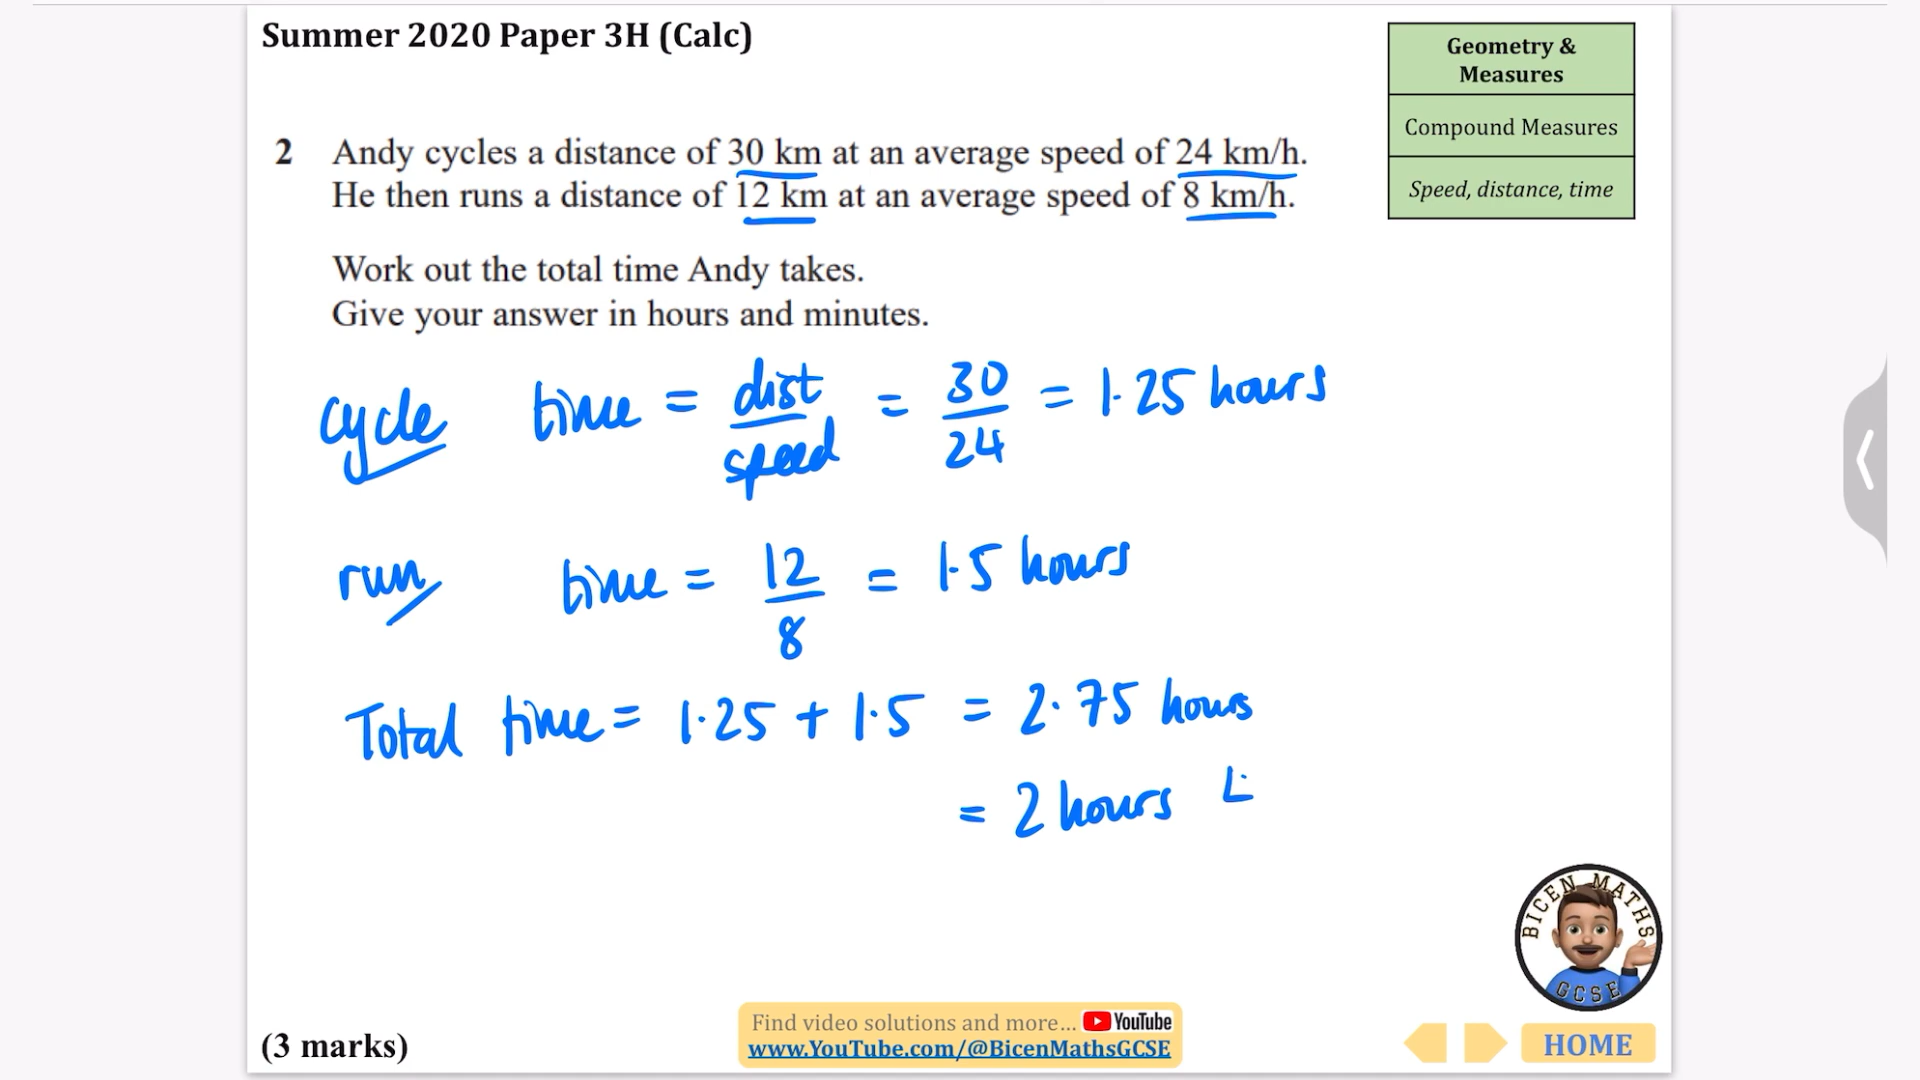 Summer 2020 Paper 3H (Calc)
Geometry &
Measures
Compound Measures
Speed, distance, time
2 Andy cycles a distance of 30 km at an average speed of 24 km/h.
He then runs a distance of 12 km at an average speed of 8 km/h.
Work out the total time Andy takes.
Give your answer in hours and minutes.
cycle time = dist/speed = 30/24 = 1.25 hours
run time = 12/8 = 1.5 hours
Total time = 1.25 + 1.5 = 2.75 hours
= 2 hours
BICEN MATHS
GCSE
(3 marks)
Find video solutions and more... YouTube
www.YouTube.com/@BicenMathsGCSE
HOME